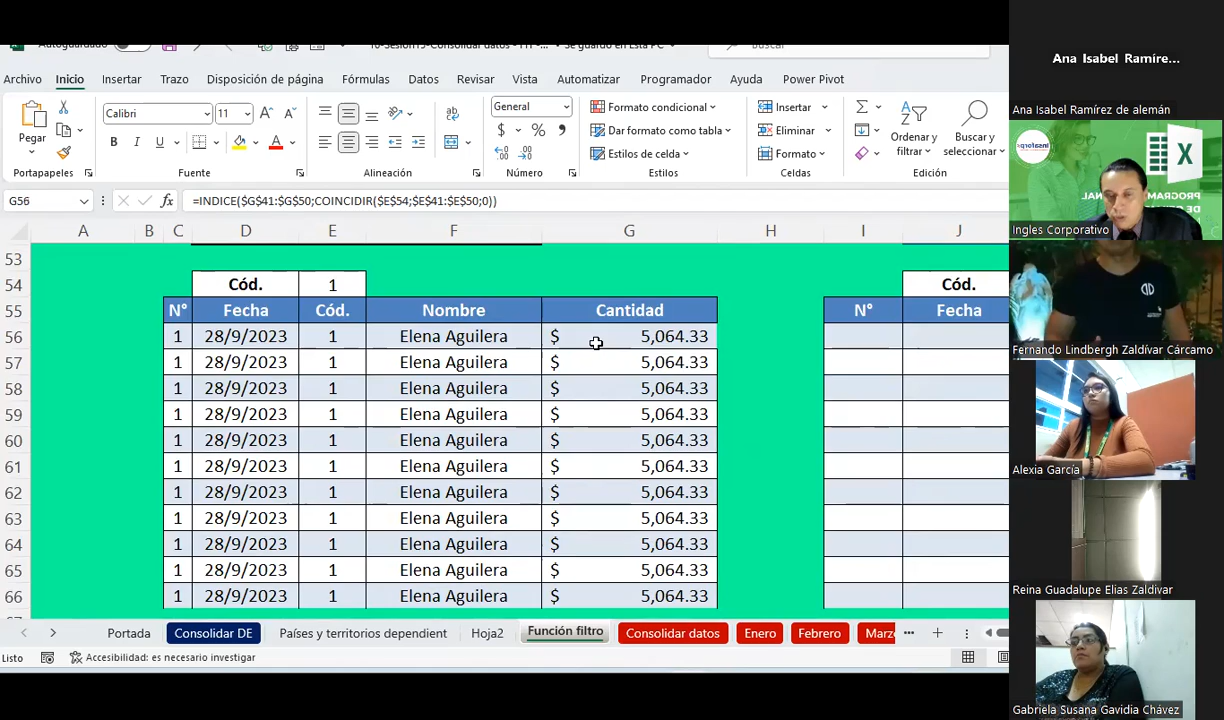 Autoguardado
10-Sesion15-Consolidar datos - FPF -... Se guardó en Esta PC
Buscar
Archivo Inicio Insertar Trazo Disposición de página Fórmulas Datos Revisar Vista Automatizar Programador Ayuda Power Pivot
Pegar
Calibri 11
N K S
General
$ % ,
Formato condicional
Dar formato como tabla
Estilos de celda
Insertar
Eliminar
Formato
Ordenar y filtrar
Buscar y seleccionar
Portapapeles Fuente Alineación Número Estilos Celdas Edición
G56 fx =INDICE($G$41:$G$50;COINCIDIR($E$54;$E$41:$E$50;0))
A B C D E F G H I J
53
54 Cód. 1 Cód.
55 N° Fecha Cód. Nombre Cantidad N° Fecha
56 1 28/9/2023 1 Elena Aguilera $ 5,064.33
57 1 28/9/2023 1 Elena Aguilera $ 5,064.33
58 1 28/9/2023 1 Elena Aguilera $ 5,064.33
59 1 28/9/2023 1 Elena Aguilera $ 5,064.33
60 1 28/9/2023 1 Elena Aguilera $ 5,064.33
61 1 28/9/2023 1 Elena Aguilera $ 5,064.33
62 1 28/9/2023 1 Elena Aguilera $ 5,064.33
63 1 28/9/2023 1 Elena Aguilera $ 5,064.33
64 1 28/9/2023 1 Elena Aguilera $ 5,064.33
65 1 28/9/2023 1 Elena Aguilera $ 5,064.33
66 1 28/9/2023 1 Elena Aguilera $ 5,064.33
Portada Consolidar DE Países y territorios dependient Hoja2 Función filtro Consolidar datos Enero Febrero Marzo ...
Listo Accesibilidad: es necesario investigar
Ana Isabel Ramíre...
Ana Isabel Ramírez de alemán
Ingles Corporativo
Fernando Lindbergh Zaldívar Cárcamo
Alexia García
Reina Guadalupe Elias Zaldivar
Gabriela Susana Gavidia Chávez